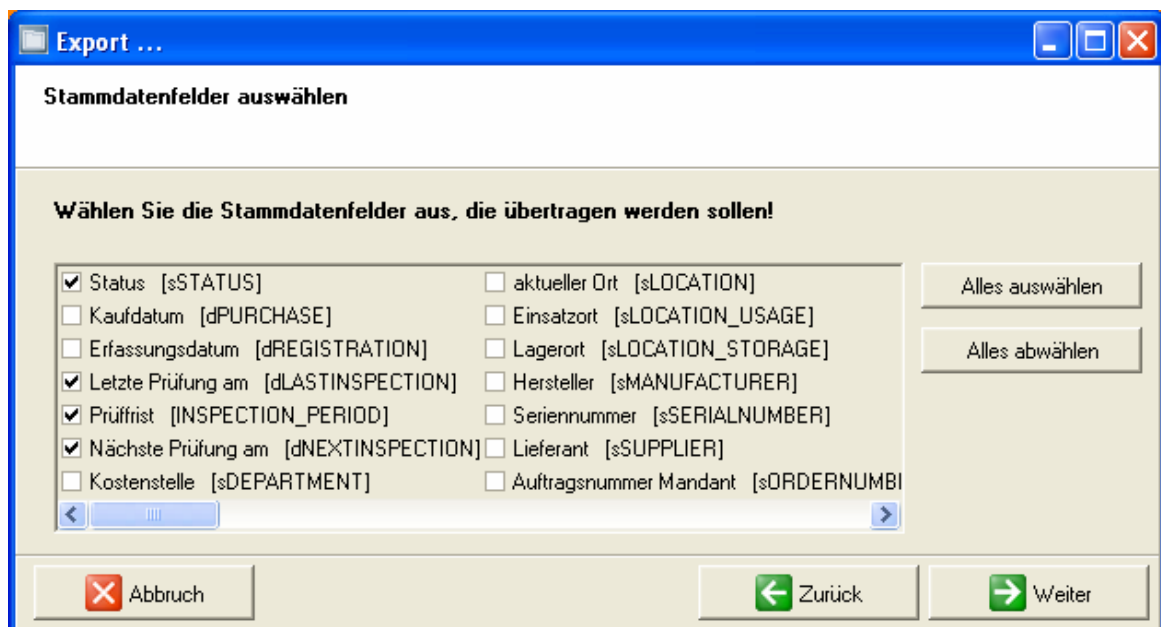 Export ...
Stammdatenfelder auswählen
Wählen Sie die Stammdatenfelder aus, die übertragen werden sollen!
Status [sSTATUS]
Kaufdatum [dPURCHASE]
Erfassungsdatum [dREGISTRATION]
Letzte Prüfung am [dLASTINSPECTION]
Prüffrist [INSPECTION_PERIOD]
Nächste Prüfung am [dNEXTINSPECTION]
Kostenstelle [sDEPARTMENT]
aktueller Ort [sLOCATION]
Einsatzort [sLOCATION_USAGE]
Lagerort [sLOCATION_STORAGE]
Hersteller [sMANUFACTURER]
Seriennummer [sSERIALNUMBER]
Lieferant [sSUPPLIER]
Auftragsnummer Mandant [sORDERNUMBI
Alles auswählen
Alles abwählen
Abbruch
Zurück
Weiter